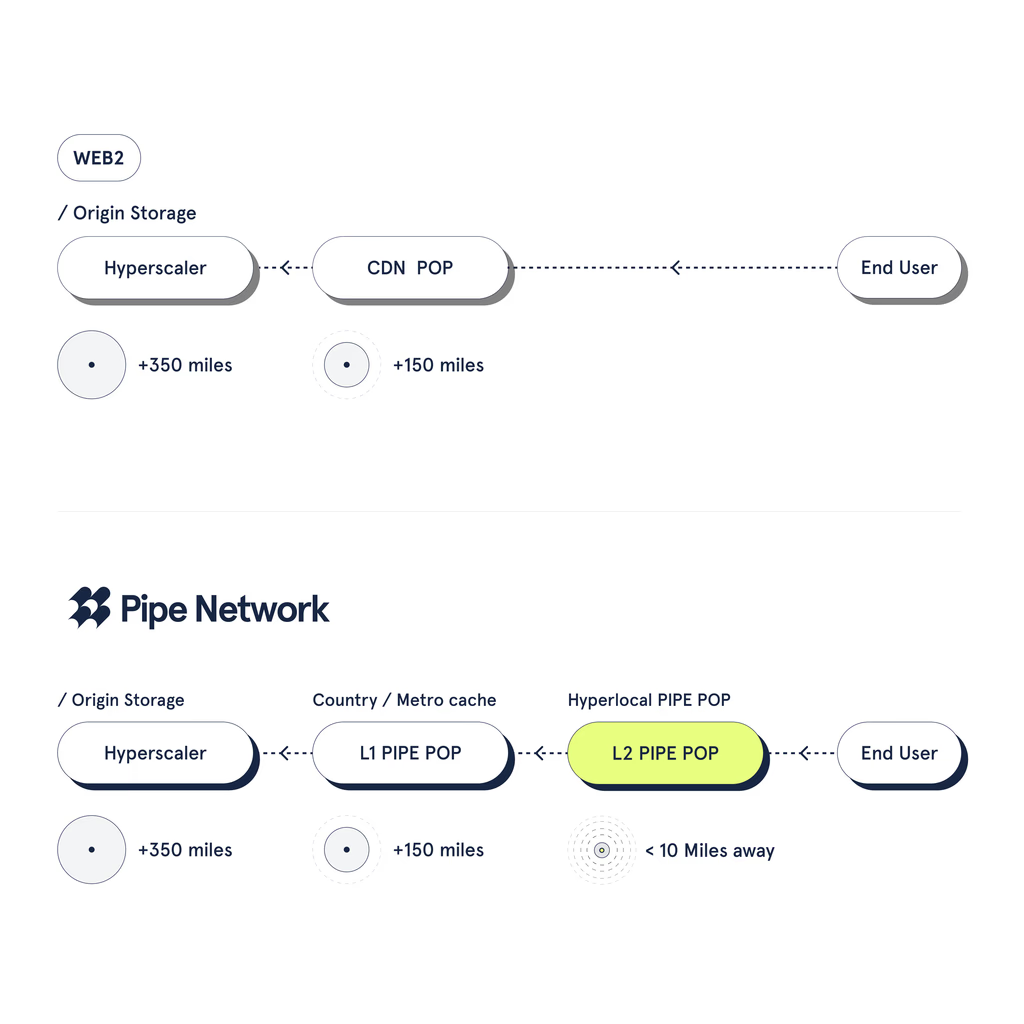 WEB2
/ Origin Storage
Hyperscaler
CDN POP
End User
+350 miles
+150 miles
Pipe Network
/ Origin Storage
Country / Metro cache
Hyperlocal PIPE POP
Hyperscaler
L1 PIPE POP
L2 PIPE POP
End User
+350 miles
+150 miles
< 10 Miles away